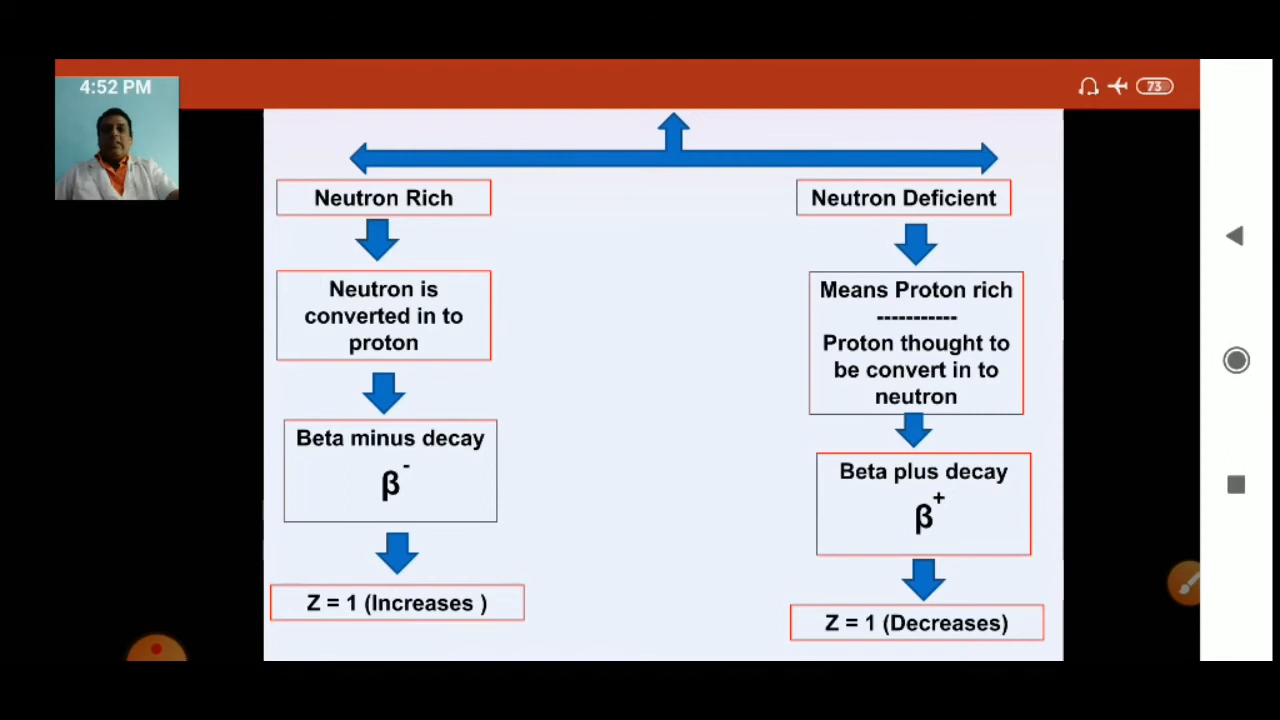 4:52 PM
73
Neutron Rich
Neutron is
converted in to
proton
Beta minus decay
β⁻
Z = 1 (Increases )
Neutron Deficient
Means Proton rich
-----------
Proton thought to
be convert in to
neutron
Beta plus decay
β⁺
Z = 1 (Decreases)